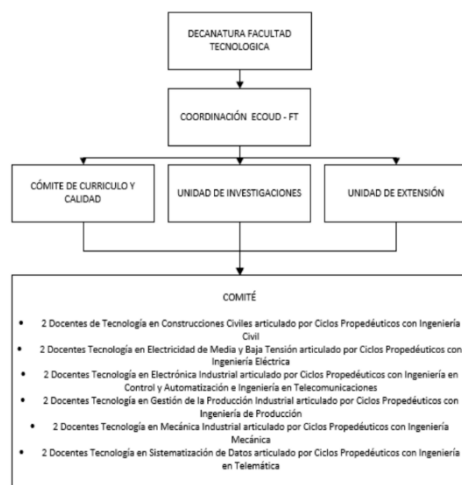 DECANATURA FACULTAD
TECNOLOGICA
COORDINACIÓN ECOUD - FT
CÓMITE DE CURRICULO Y
CALIDAD
UNIDAD DE INVESTIGACIONES
UNIDAD DE EXTENSIÓN
COMITÉ
• 2 Docentes de Tecnología en Construcciones Civiles articulado por Ciclos Propedéuticos con Ingeniería
Civil
• 2 Docentes Tecnología en Electricidad de Media y Baja Tensión articulado por Ciclos Propedéuticos con
Ingeniería Eléctrica
• 2 Docentes Tecnología en Electrónica Industrial articulado por Ciclos Propedéuticos con Ingeniería en
Control y Automatización e Ingeniería en Telecomunicaciones
• 2 Docentes Tecnología en Gestión de la Producción Industrial articulado por Ciclos Propedéuticos con
Ingeniería de Producción
• 2 Docentes Tecnología en Mecánica Industrial articulado por Ciclos Propedéuticos con Ingeniería
Mecánica
• 2 Docentes Tecnología en Sistematización de Datos articulado por Ciclos Propedéuticos con Ingeniería
en Telemática